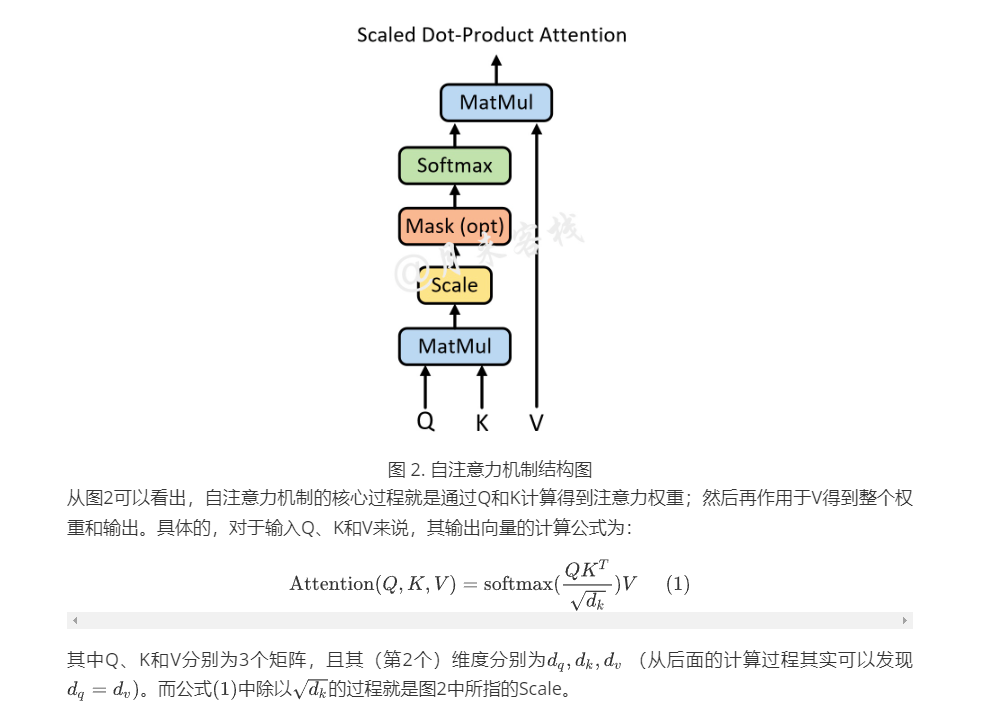 Scaled Dot-Product Attention
MatMul
Softmax
Mask (opt)
@月来客栈
Scale
MatMul
Q K V
图 2. 自注意力机制结构图
从图2可以看出，自注意力机制的核心过程就是通过Q和K计算得到注意力权重；然后再作用于V得到整个权
重和输出。具体的，对于输入Q、K和V来说，其输出向量的计算公式为：
Attention(Q, K, V) = softmax(\frac{QK^T}{\sqrt{d_k}})V (1)
其中Q、K和V分别为3个矩阵，且其（第2个）维度分别为d_q, d_k, d_v （从后面的计算过程其实可以发现
d_q = d_v)。而公式(1)中除以\sqrt{d_k}的过程就是图2中所指的Scale。